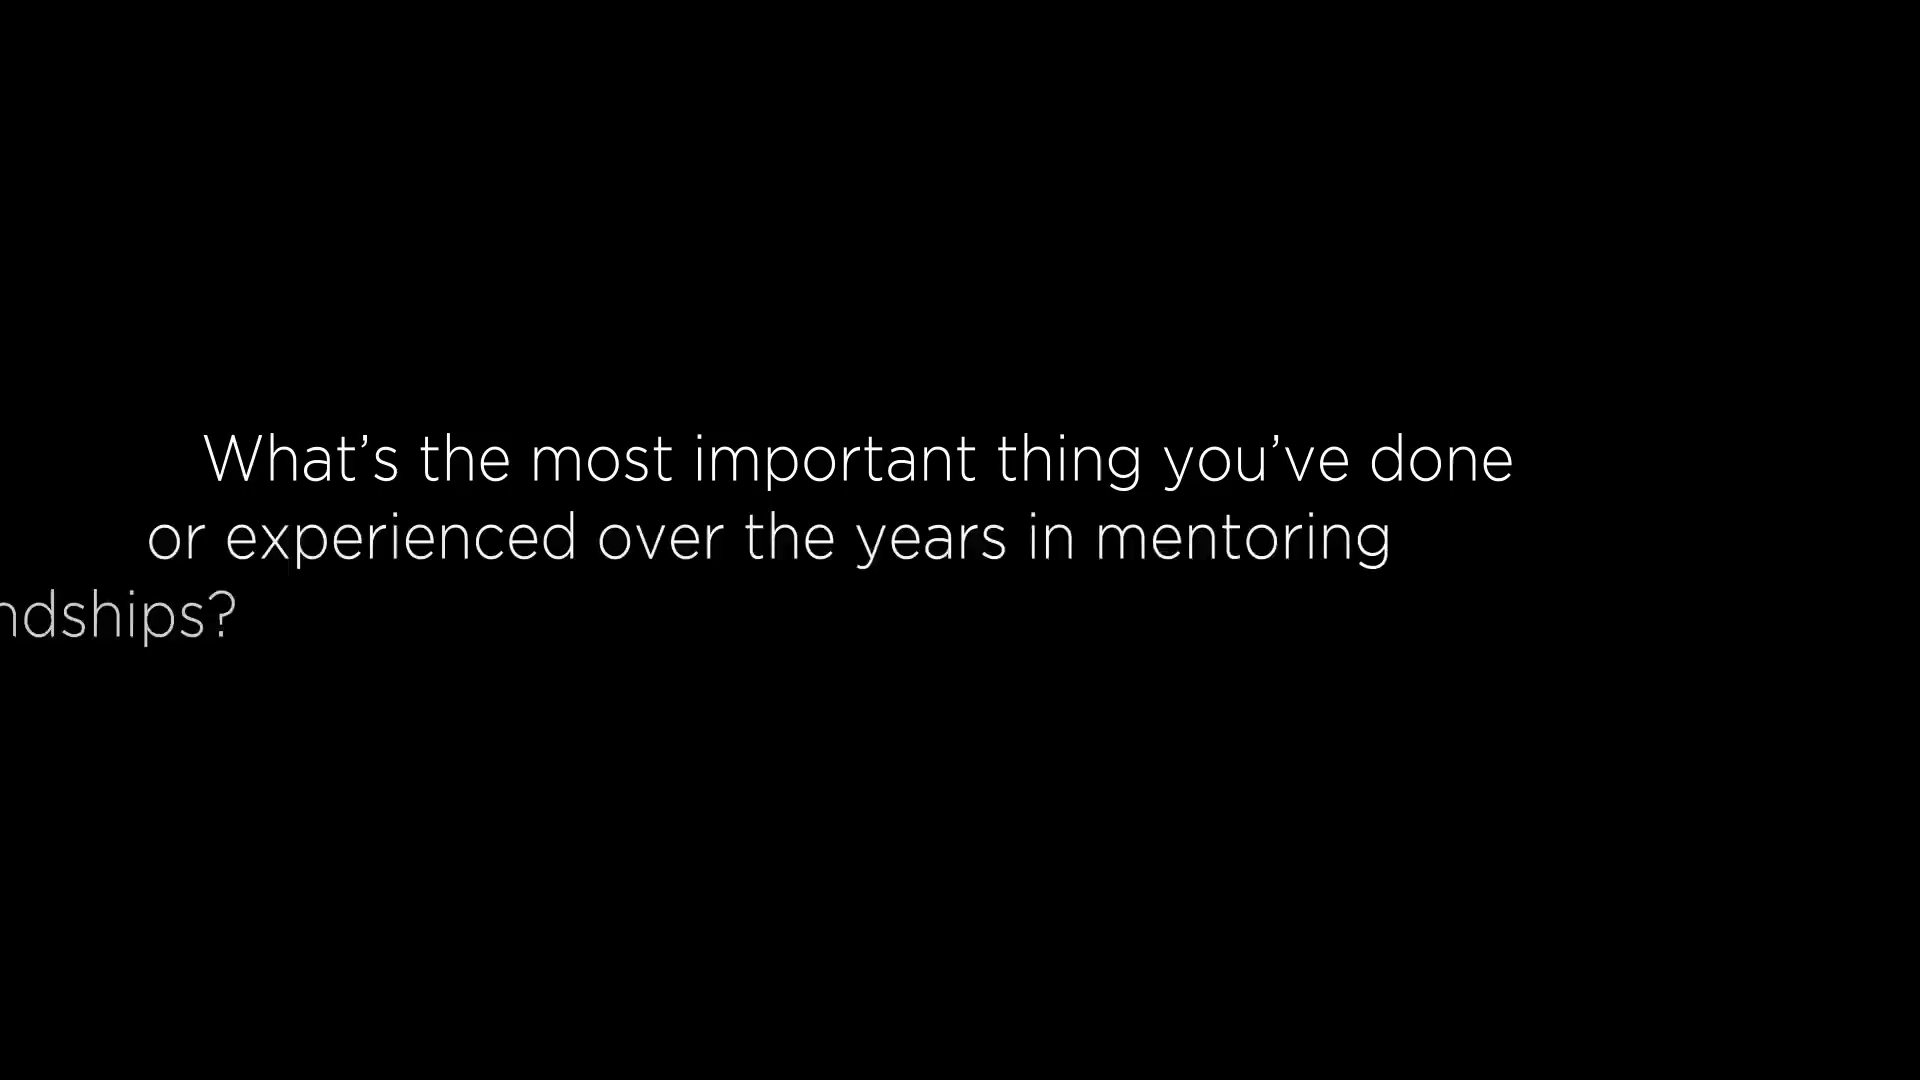 What’s the most important thing you’ve done
or experienced over the years in mentoring
ndships?